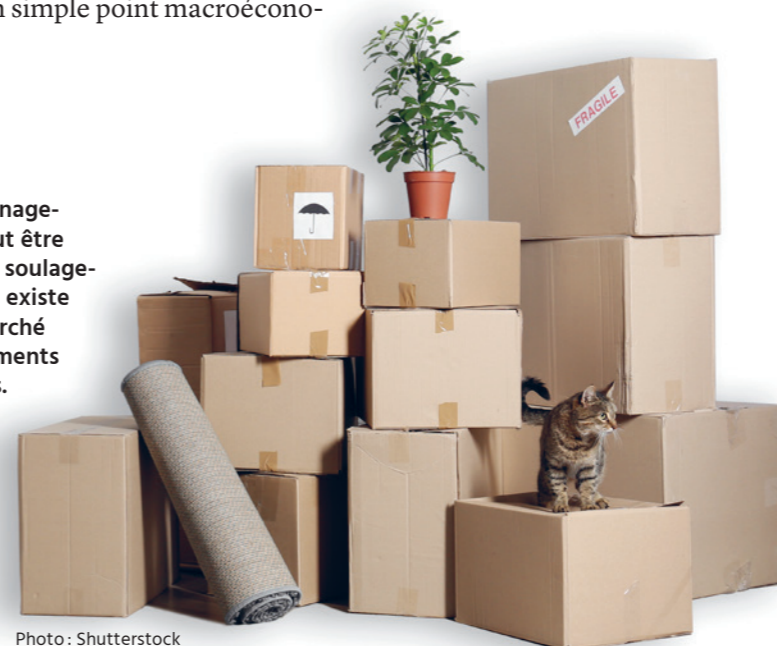 n simple point macroécono-
FRAGILE
nage-
ut être
soulage-
existe
rché
ments
s.
Photo : Shutterstock